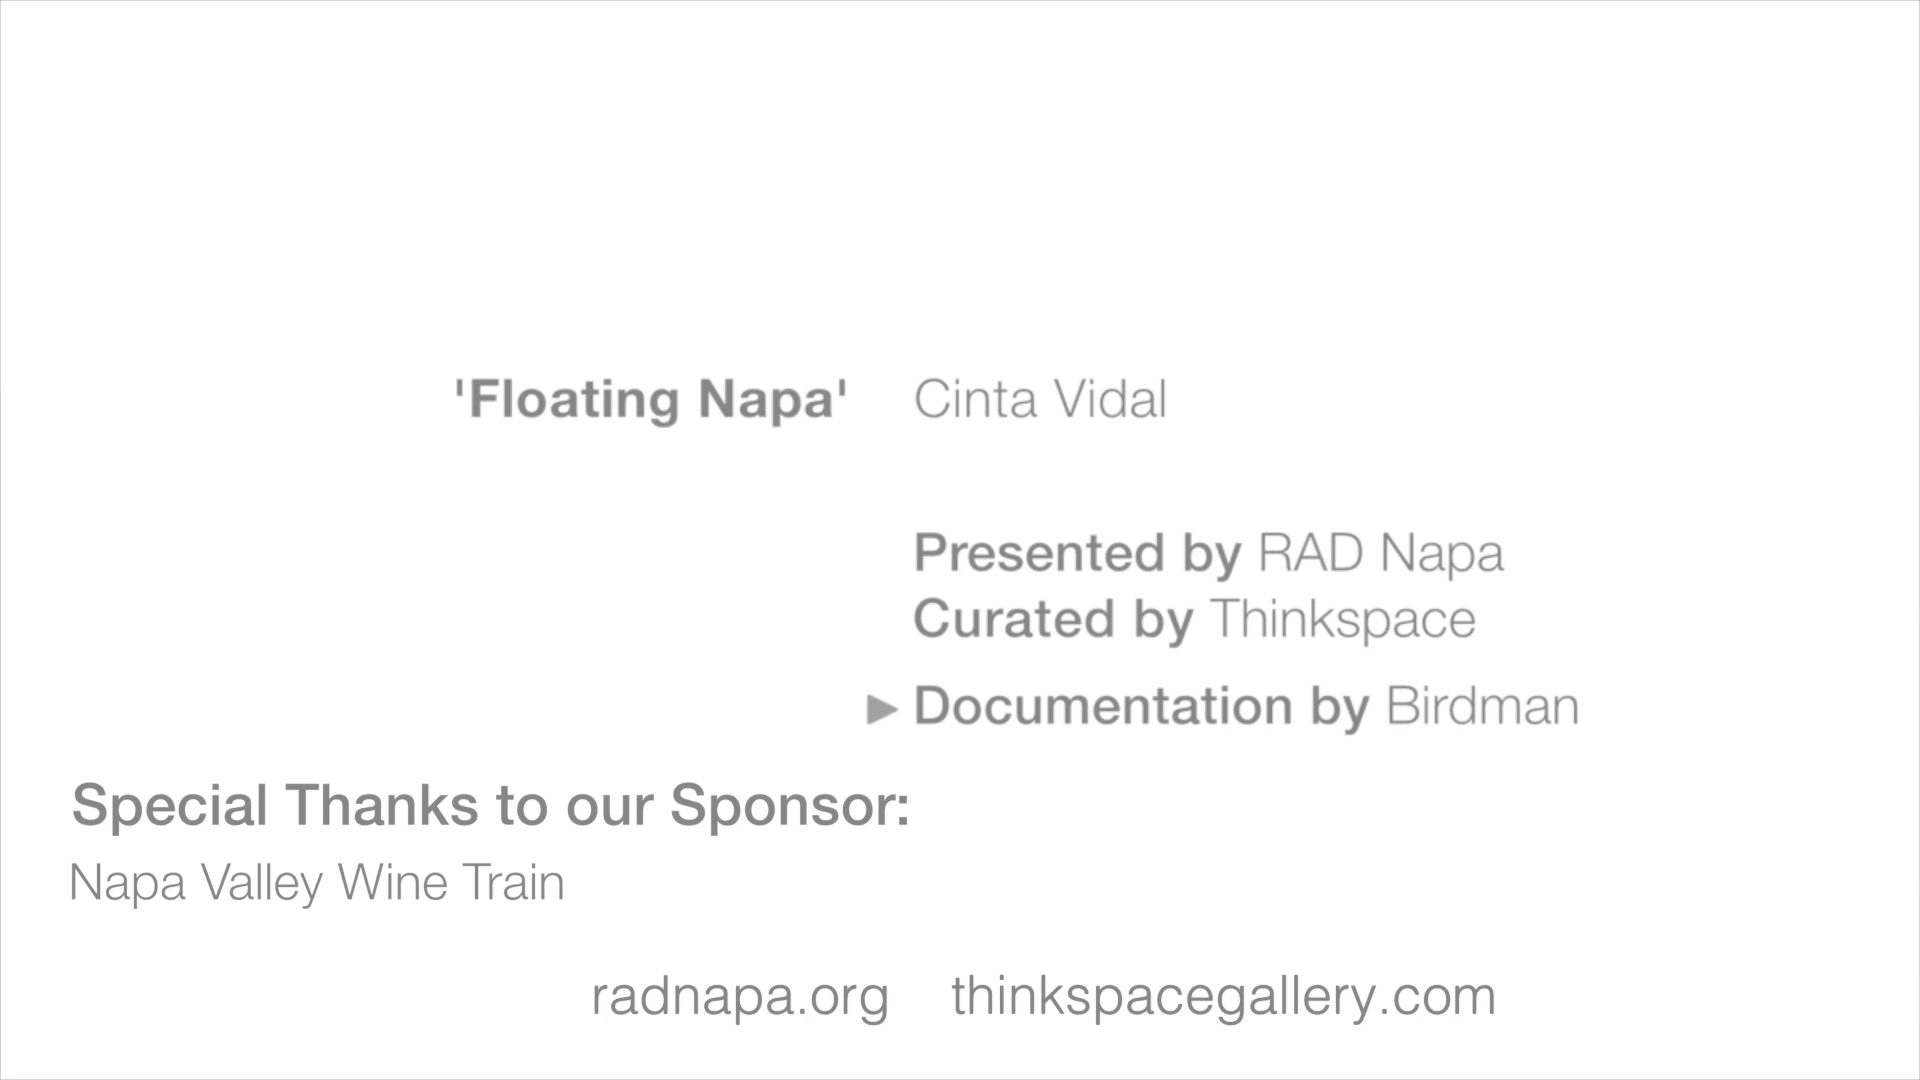 'Floating Napa' Cinta Vidal
Presented by RAD Napa
Curated by Thinkspace
Documentation by Birdman
Special Thanks to our Sponsor:
Napa Valley Wine Train
radnapa.org thinkspacegallery.com